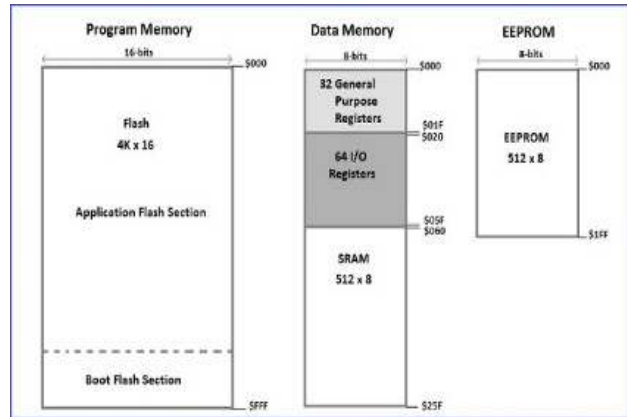 Program Memory
16-bits
$000
Flash
4K x 16
Application Flash Section
Boot Flash Section
$FFF
Data Memory
8-bits
$000
32 General
Purpose
Registers
$01F
$020
64 I/O
Registers
$05F
$060
SRAM
512 x 8
$25F
EEPROM
8-bits
$000
EEPROM
512 x 8
$1FF